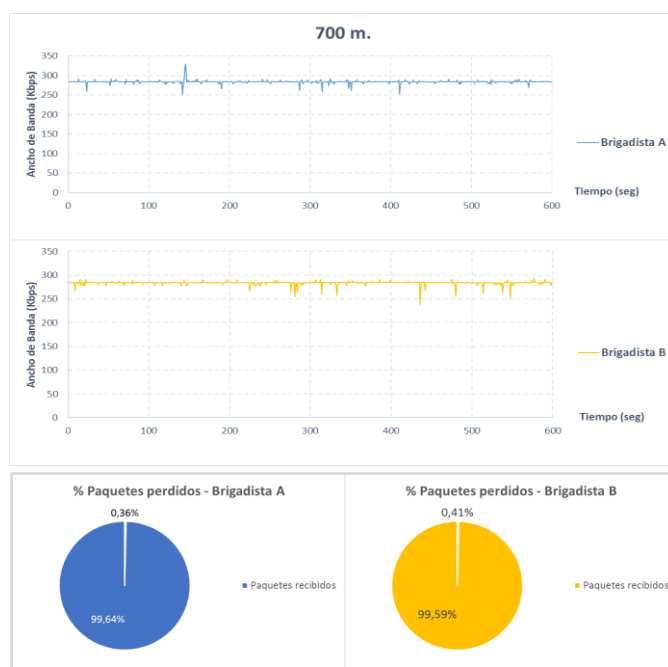 700 m.
Ancho de Banda (Kbps)
350
300
250
200
150
100
50
0
0 100 200 300 400 500 600
Brigadista A
Tiempo (seg)
Ancho de Banda (Kbps)
350
300
250
200
150
100
50
0
0 100 200 300 400 500 600
Brigadista B
Tiempo (seg)
% Paquetes perdidos - Brigadista A
0,36%
99,64%
Paquetes recibidos
% Paquetes perdidos - Brigadista B
0,41%
99,59%
Paquetes recibidos